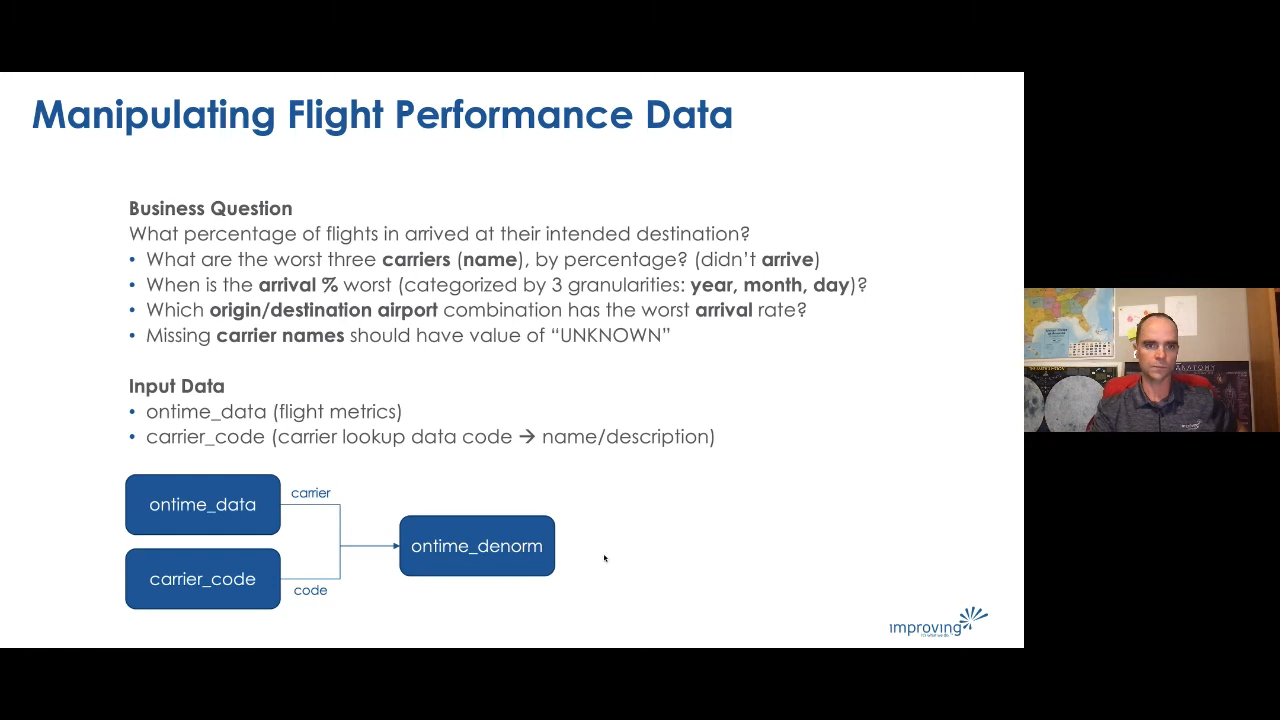 Manipulating Flight Performance Data
Business Question
What percentage of flights in arrived at their intended destination?
• What are the worst three carriers (name), by percentage? (didn’t arrive)
• When is the arrival % worst (categorized by 3 granularities: year, month, day)?
• Which origin/destination airport combination has the worst arrival rate?
• Missing carrier names should have value of “UNKNOWN”
Input Data
• ontime_data (flight metrics)
• carrier_code (carrier lookup data code → name/description)
ontime_data
carrier
ontime_denorm
carrier_code
code
improving